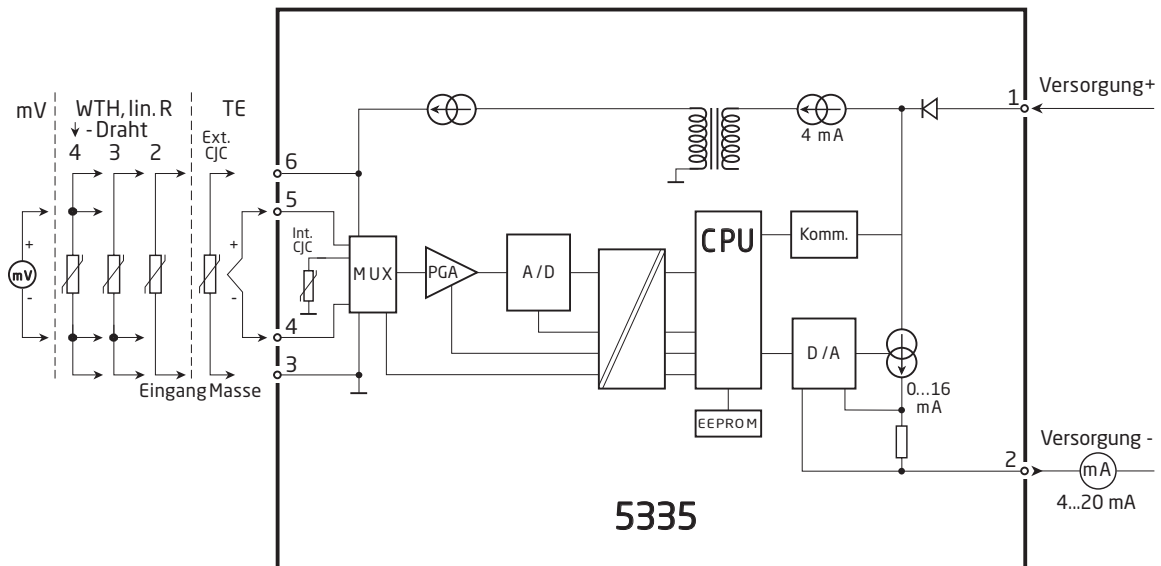 mV
WTH, lin. R
- Draht
4 3 2
TE
Ext.
CJC
+
-
mV
+
-
Eingang Masse
6
5
4
3
Int.
CJC
MUX
PGA
A/D
CPU
Komm.
D/A
EEPROM
4 mA
0...16
mA
1
Versorgung+
2
Versorgung -
mA
4...20 mA
5335